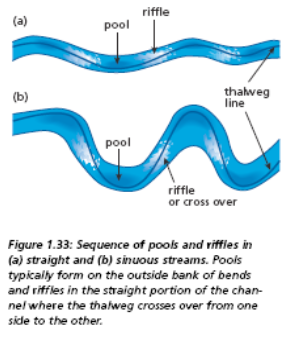 riffle
(a)
pool
thalweg
line
(b)
pool
riffle
or cross over
Figure 1.33: Sequence of pools and riffles in
(a) straight and (b) sinuous streams. Pools
typically form on the outside bank of bends
and riffles in the straight portion of the chan-
nel where the thalweg crosses over from one
side to the other.